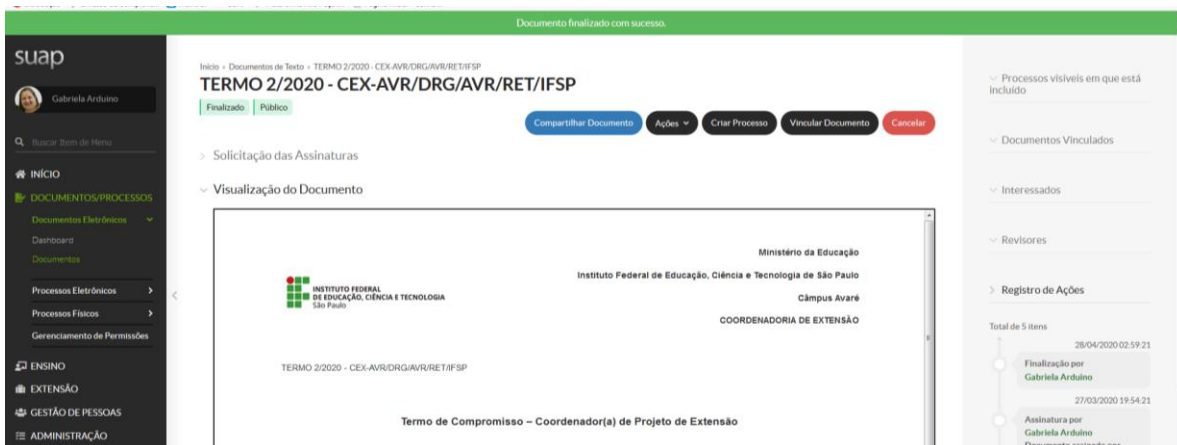 Documento finalizado com sucesso.
suap
Gabriela Arduino
Buscar Item de Menu
INÍCIO
DOCUMENTOS/PROCESSOS
Documentos Eletrônicos
Dashboard
Documentos
Processos Eletrônicos
Processos Físicos
Gerenciamento de Permissões
ENSINO
EXTENSÃO
GESTÃO DE PESSOAS
ADMINISTRAÇÃO
Início » Documentos de Texto » TERMO 2/2020 - CEX-AVR/DRG/AVR/RET/IFSP
TERMO 2/2020 - CEX-AVR/DRG/AVR/RET/IFSP
Finalizado Público
Compartilhar Documento Ações Criar Processo Vincular Documento Cancelar
Solicitação das Assinaturas
Visualização do Documento
INSTITUTO FEDERAL
DE EDUCAÇÃO, CIÊNCIA E TECNOLOGIA
São Paulo
Ministério da Educação
Instituto Federal de Educação, Ciência e Tecnologia de São Paulo
Câmpus Avaré
COORDENADORIA DE EXTENSÃO
TERMO 2/2020 - CEX-AVR/DRG/AVR/RET/IFSP
Termo de Compromisso – Coordenador(a) de Projeto de Extensão
Processos visíveis em que está
incluído
Documentos Vinculados
Interessados
Revisores
Registro de Ações
Total de 5 itens
28/04/2020 02:59:21
Finalização por
Gabriela Arduino
27/03/2020 19:54:21
Assinatura por
Gabriela Arduino
Documento assinado por